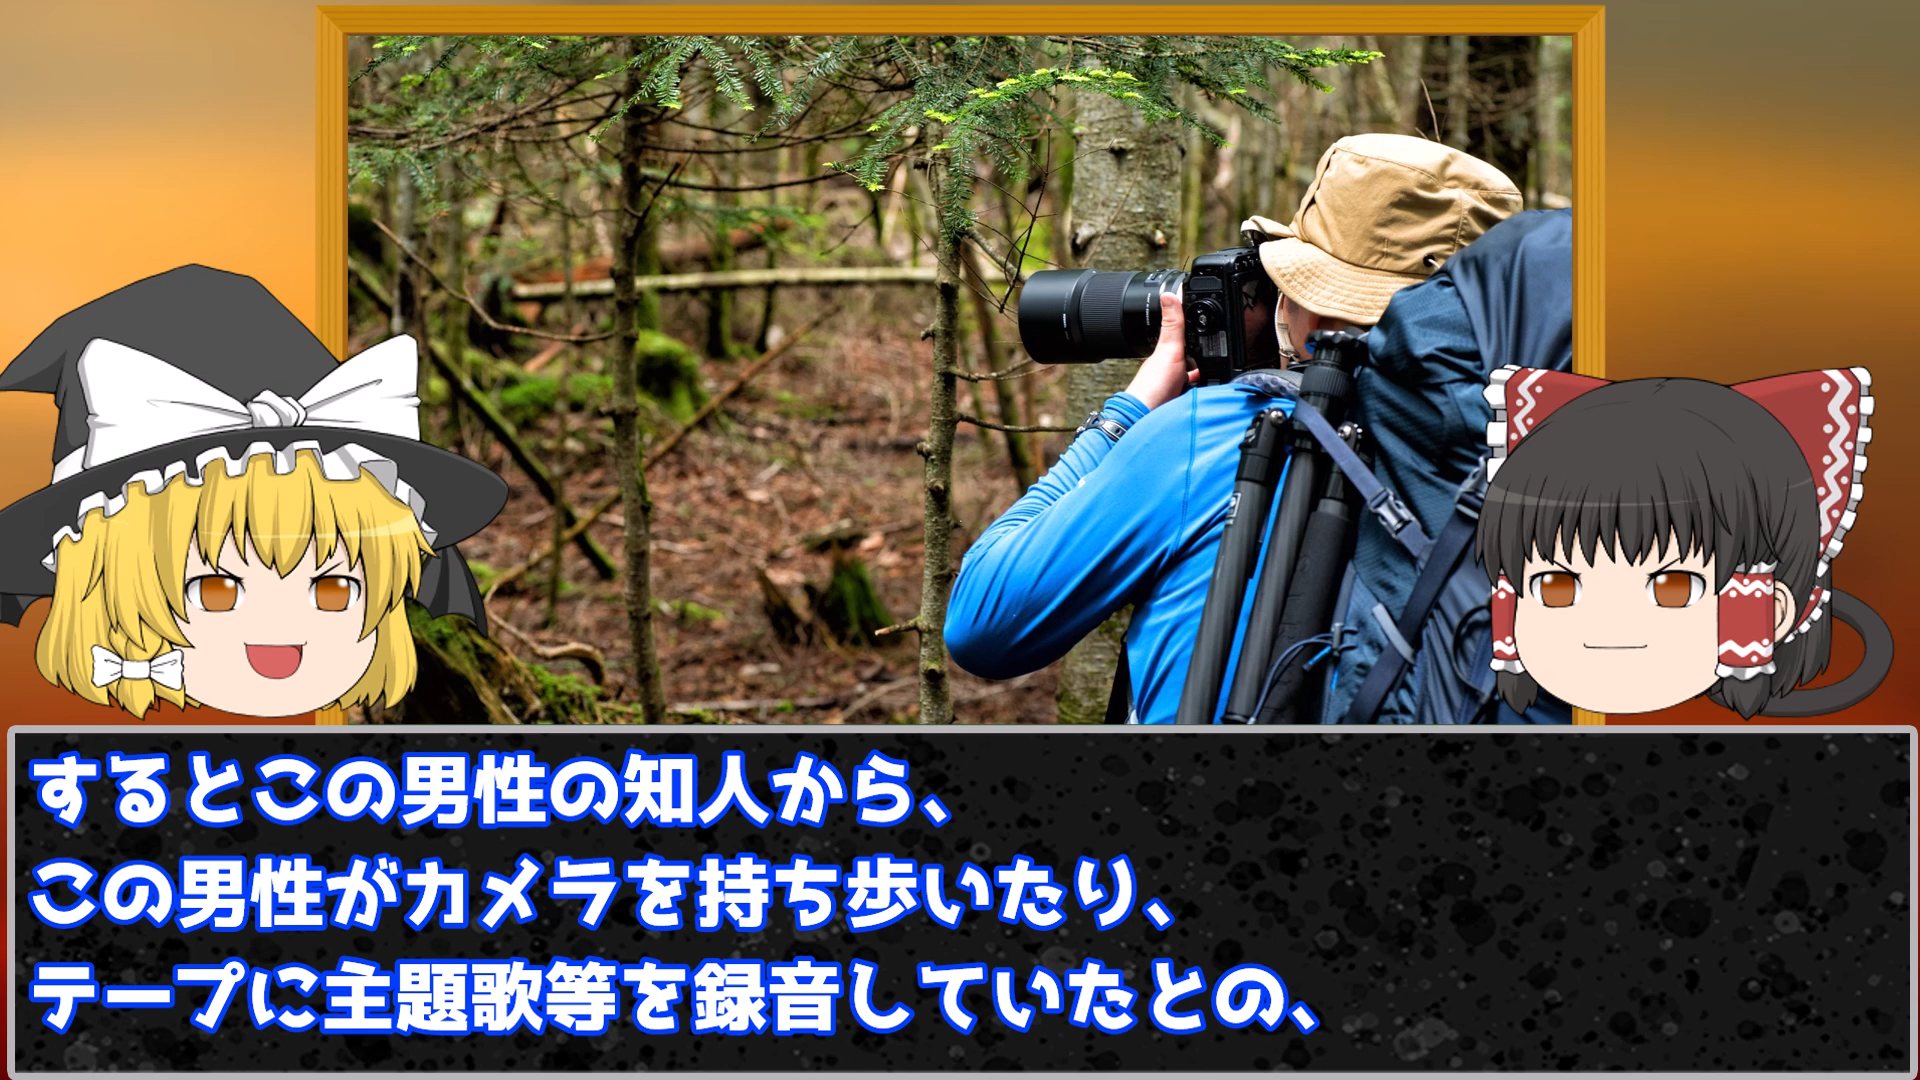 するとこの男性の知人から、
この男性がカメラを持ち歩いたり、
テープに主題歌等を録音していたとの、